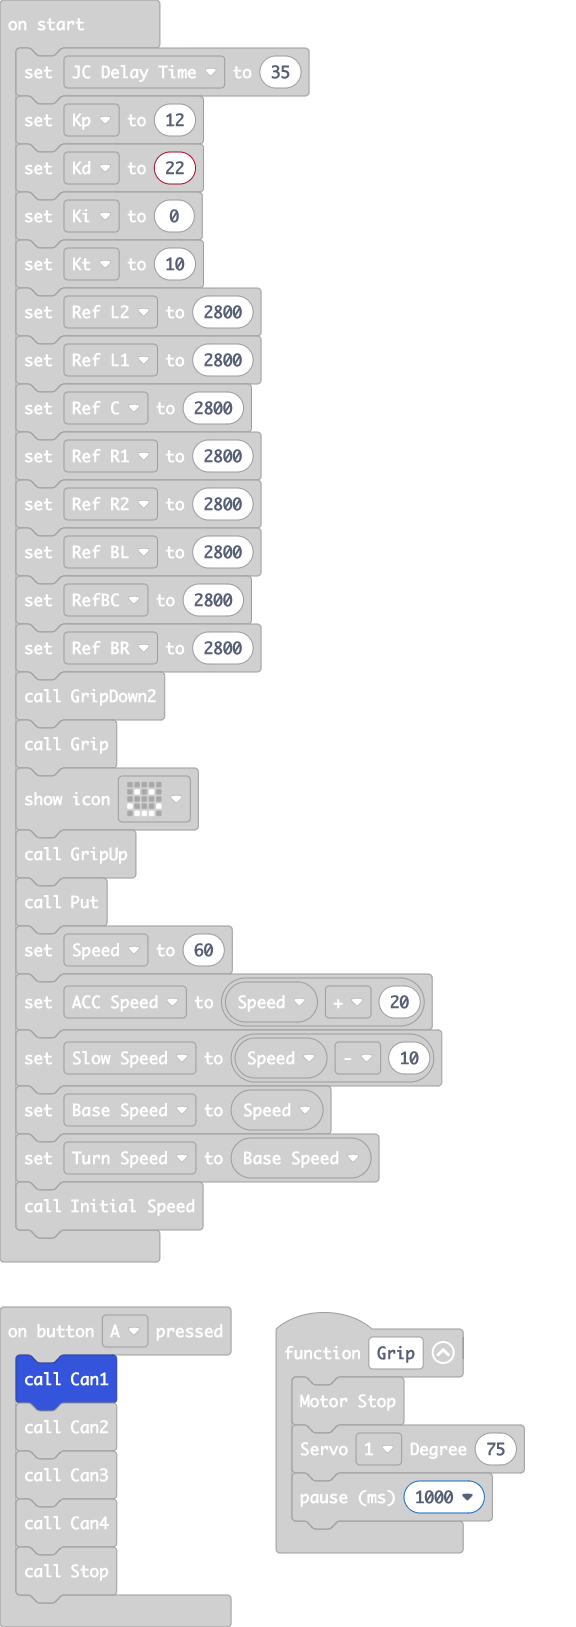 on start
set JC Delay Time to 35
set Kp to 12
set Kd to 22
set Ki to 0
set Kt to 10
set Ref L2 to 2800
set Ref L1 to 2800
set Ref C to 2800
set Ref R1 to 2800
set Ref R2 to 2800
set Ref BL to 2800
set RefBC to 2800
set Ref BR to 2800
call GripDown2
call Grip
show icon
call GripUp
call Put
set Speed to 60
set ACC Speed to Speed + 20
set Slow Speed to Speed - 10
set Base Speed to Speed
set Turn Speed to Base Speed
call Initial Speed
on button A pressed
call Can1
call Can2
call Can3
call Can4
call Stop
function Grip
Motor Stop
Servo 1 Degree 75
pause (ms) 1000